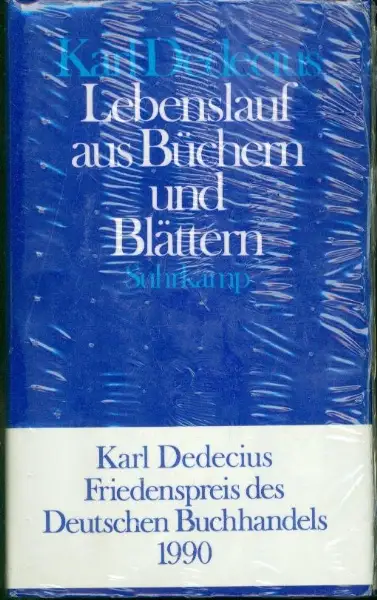 Karl Dedecius
Lebenslauf
aus Büchern
und
Blättern
Suhrkamp
Karl Dedecius
Friedenspreis des
Deutschen Buchhandels
1990